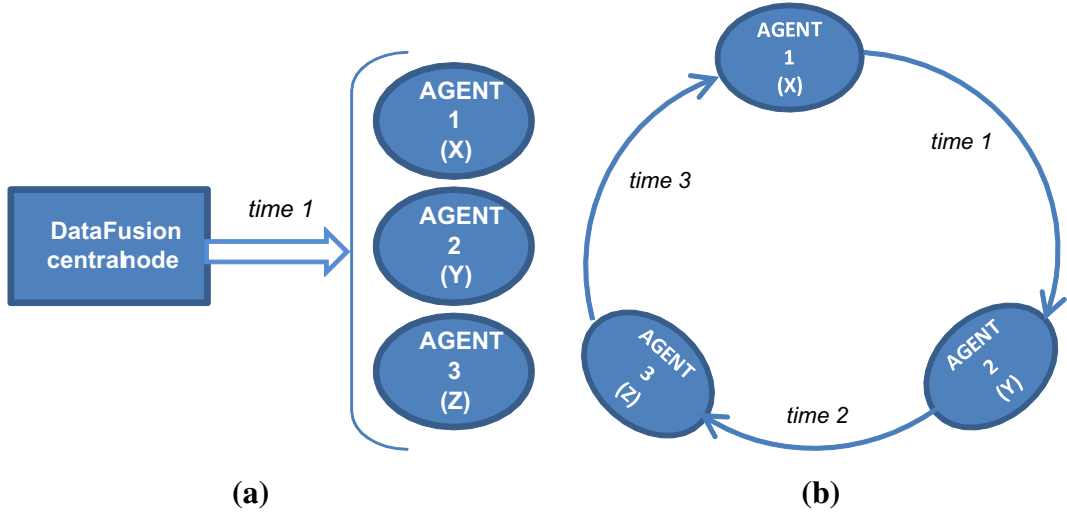 DataFusion
centralnode
time 1
AGENT
1
(X)
AGENT
2
(Y)
AGENT
3
(Z)
(a)
AGENT
1
(X)
time 1
AGENT
2
(Y)
time 2
AGENT
3
(Z)
time 3
(b)